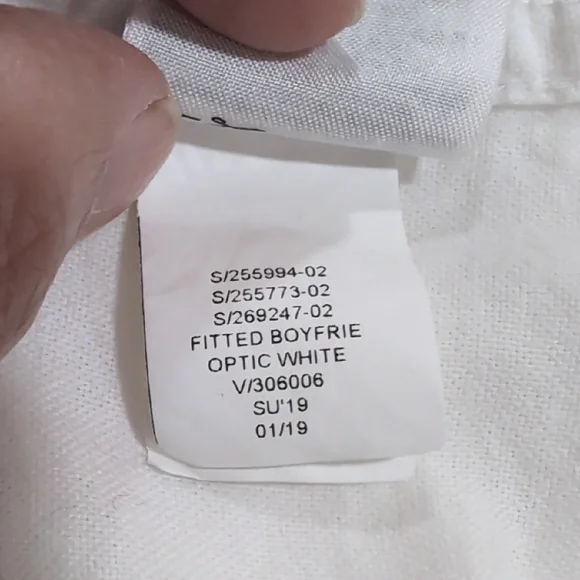 S/255994-02
S/255773-02
S/269247-02
FITTED BOYFRIE
OPTIC WHITE
V/306006
SU'19
01/19